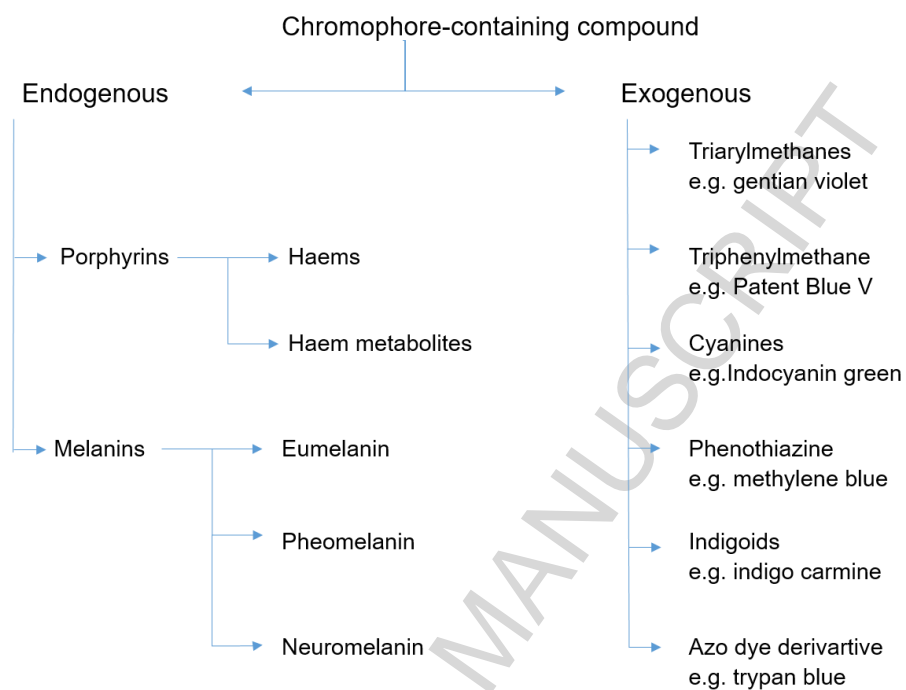 Chromophore-containing compound
Endogenous
Exogenous
Triarylmethanes
e.g. gentian violet
Porphyrins
Haems
Triphenylmethane
e.g. Patent Blue V
Haem metabolites
Cyanines
e.g.Indocyanin green
Melanins
Eumelanin
Phenothiazine
e.g. methylene blue
Pheomelanin
Indigoids
e.g. indigo carmine
Neuromelanin
Azo dye derivartive
e.g. trypan blue
MANUSCRIPT